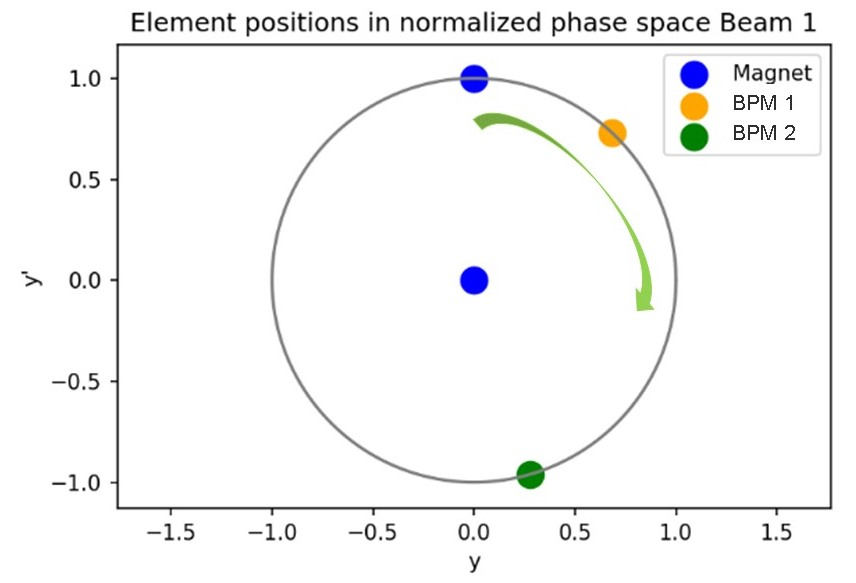 Element positions in normalized phase space Beam 1
Magnet
BPM 1
BPM 2
1.0
0.5
0.0
−0.5
−1.0
y'
−1.5
−1.0
−0.5
0.0
0.5
1.0
1.5
y